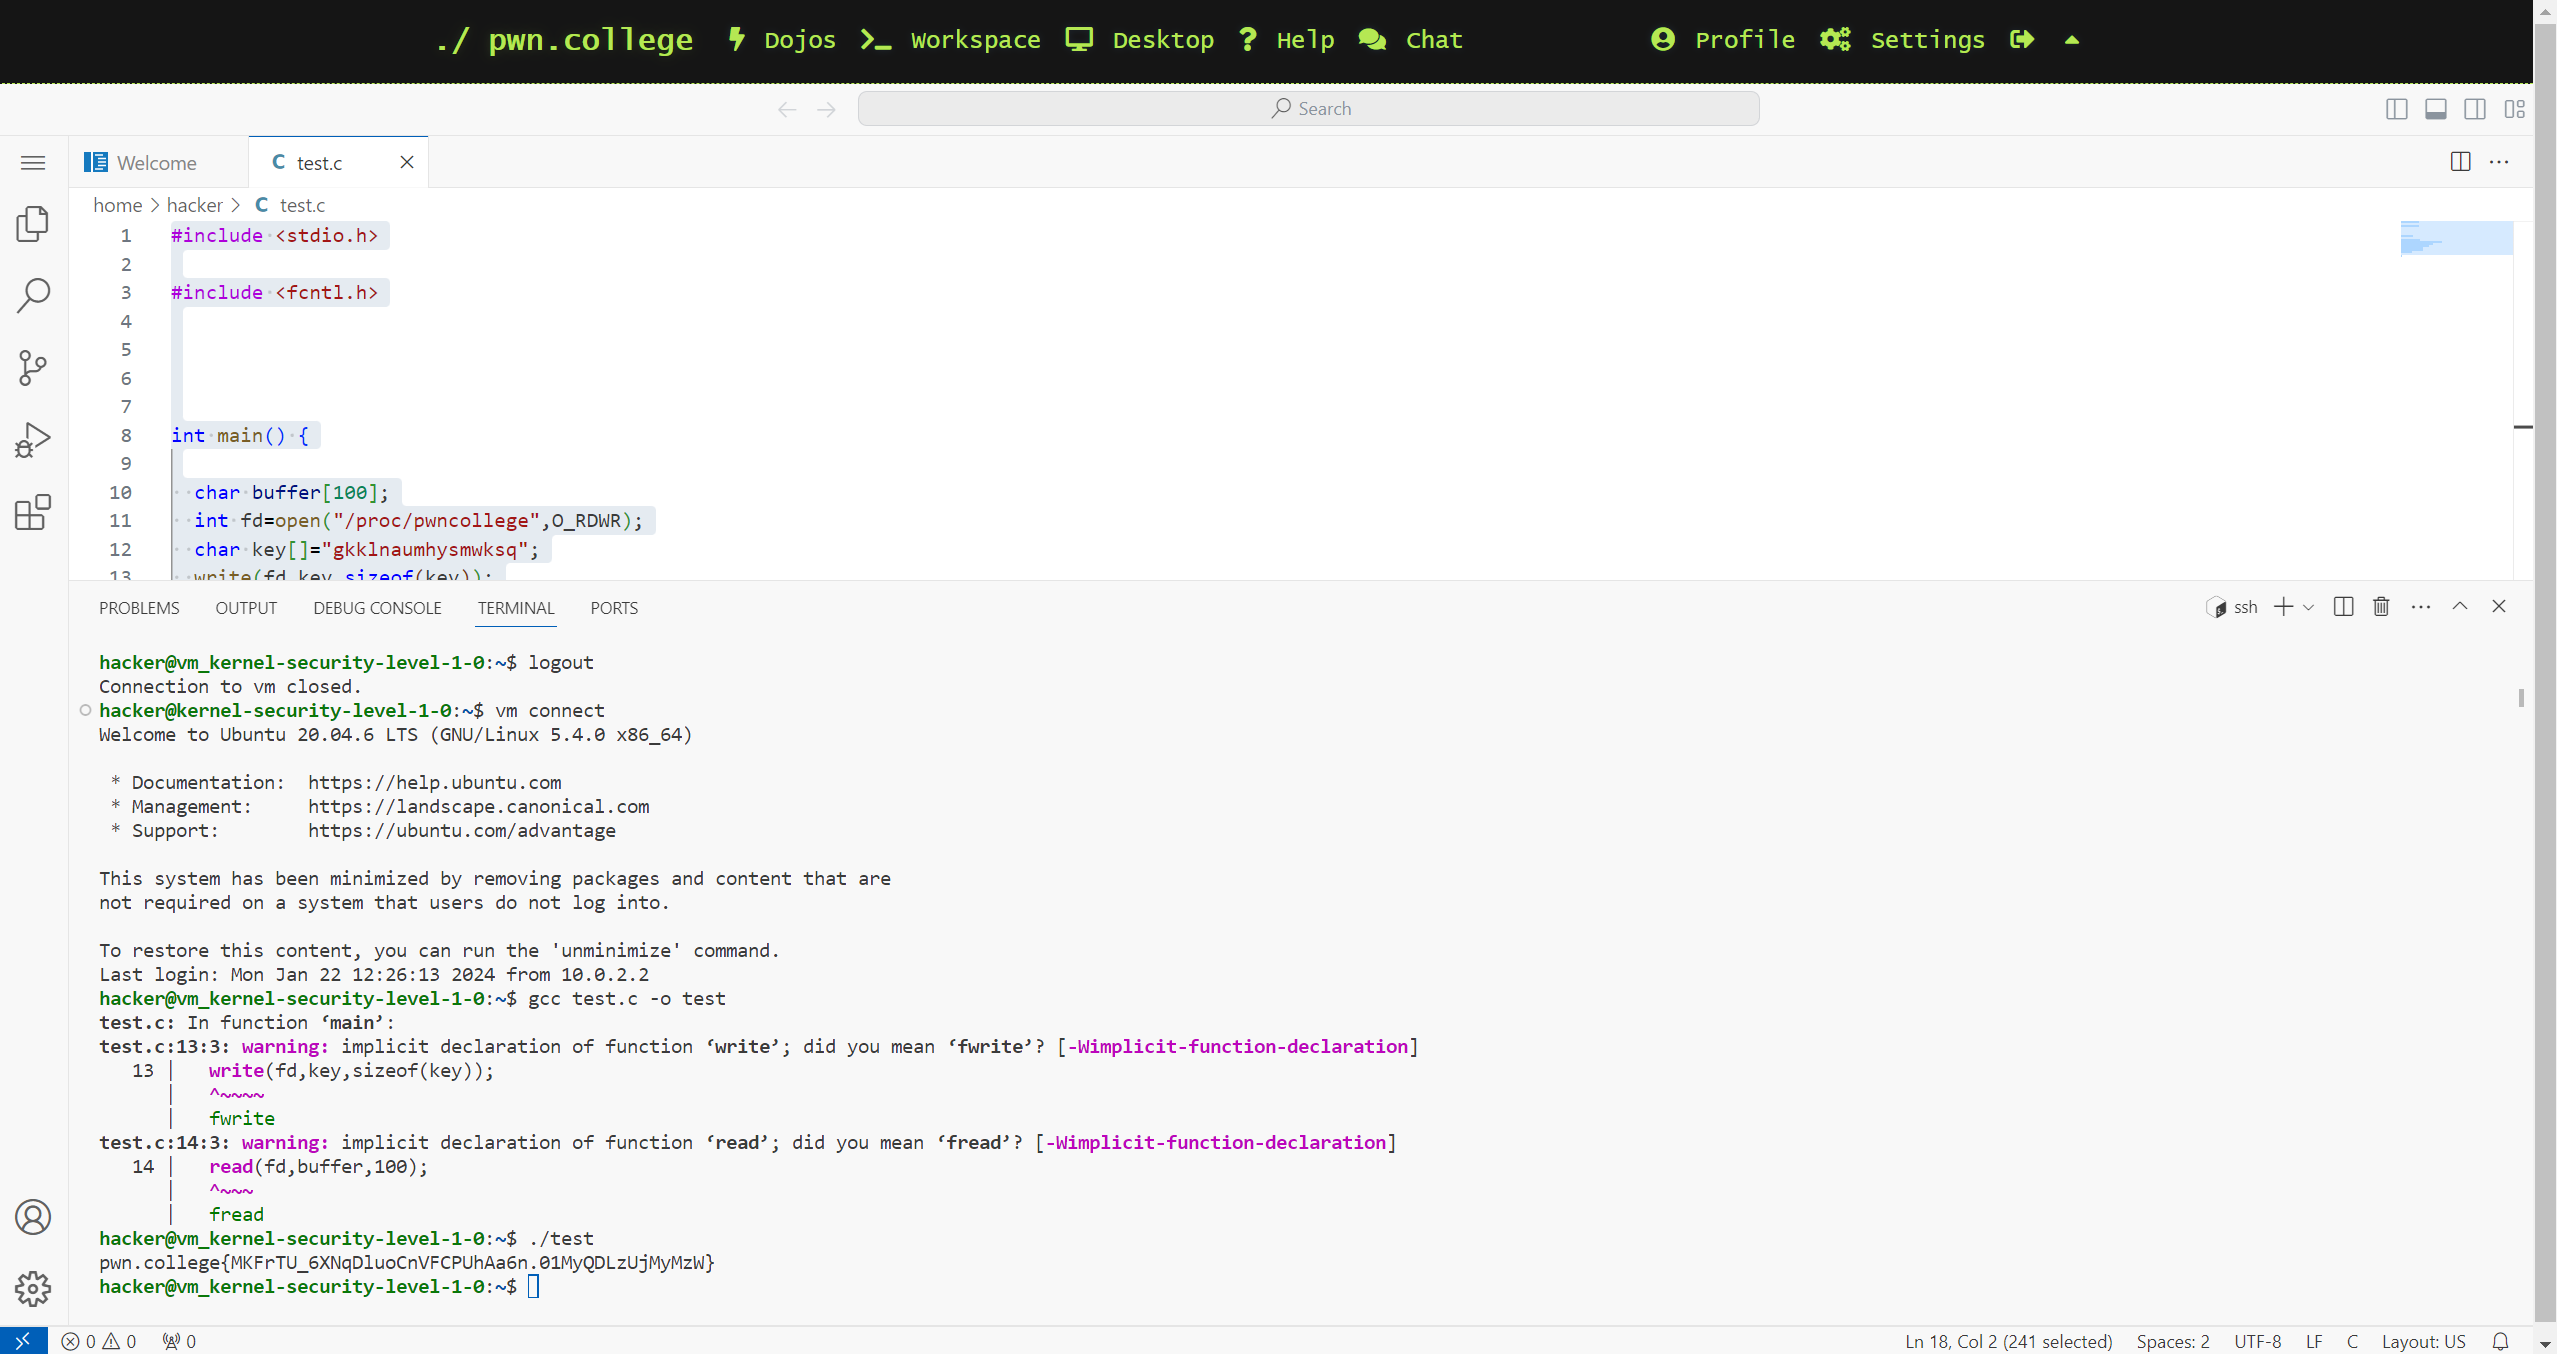 ./ pwn.college Dojos Workspace Desktop Help Chat Profile Settings
Search
Welcome test.c
home > hacker > C test.c
1 #include <stdio.h>
2
3 #include <fcntl.h>
4
5
6
7
8 int main() {
9
10 char buffer[100];
11 int fd=open("/proc/pwncollege",O_RDWR);
12 char key[]="gkklnaumhysmwksq";
13 write(fd,key,sizeof(key));
PROBLEMS OUTPUT DEBUG CONSOLE TERMINAL PORTS ssh
hacker@vm_kernel-security-level-1-0:~$ logout
Connection to vm closed.
hacker@kernel-security-level-1-0:~$ vm connect
Welcome to Ubuntu 20.04.6 LTS (GNU/Linux 5.4.0 x86_64)
* Documentation: https://help.ubuntu.com
* Management: https://landscape.canonical.com
* Support: https://ubuntu.com/advantage
This system has been minimized by removing packages and content that are
not required on a system that users do not log into.
To restore this content, you can run the 'unminimize' command.
Last login: Mon Jan 22 12:26:13 2024 from 10.0.2.2
hacker@vm_kernel-security-level-1-0:~$ gcc test.c -o test
test.c: In function ‘main’:
test.c:13:3: warning: implicit declaration of function ‘write’; did you mean ‘fwrite’? [-Wimplicit-function-declaration]
13 | write(fd,key,sizeof(key));
| ^~~~~
| fwrite
test.c:14:3: warning: implicit declaration of function ‘read’; did you mean ‘fread’? [-Wimplicit-function-declaration]
14 | read(fd,buffer,100);
| ^~~~
| fread
hacker@vm_kernel-security-level-1-0:~$ ./test
pwn.college{MKFrTU_6XNqDluoCnVFCPUhAa6n.01MyQDLzUjMyMzW}
hacker@vm_kernel-security-level-1-0:~$
0 0 0 Ln 18, Col 2 (241 selected) Spaces: 2 UTF-8 LF C Layout: US